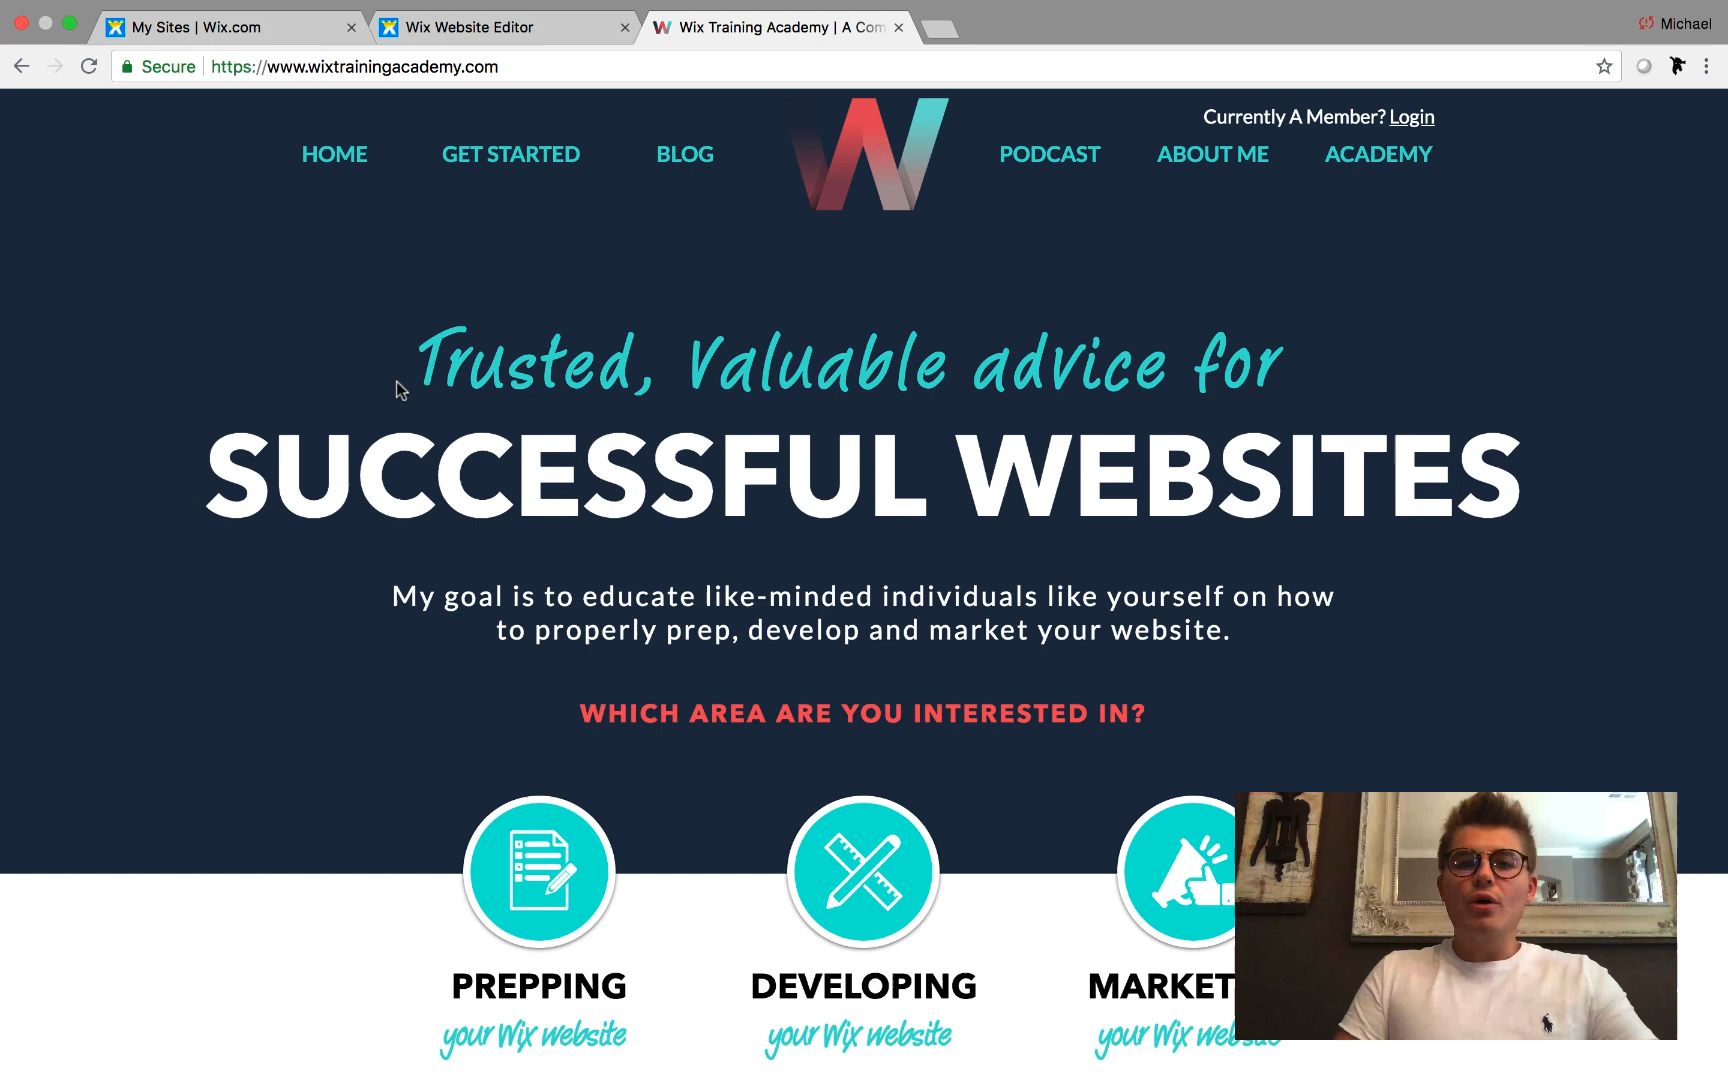 My Sites | Wix.com
Wix Website Editor
Wix Training Academy | A Com
Michael
Secure
https://www.wixtrainingacademy.com
Currently A Member? Login
HOME
GET STARTED
BLOG
PODCAST
ABOUT ME
ACADEMY
Trusted, Valuable advice for
SUCCESSFUL WEBSITES
My goal is to educate like-minded individuals like yourself on how
to properly prep, develop and market your website.
WHICH AREA ARE YOU INTERESTED IN?
PREPPING
your Wix website
DEVELOPING
your Wix website
MARKET
your Wix website